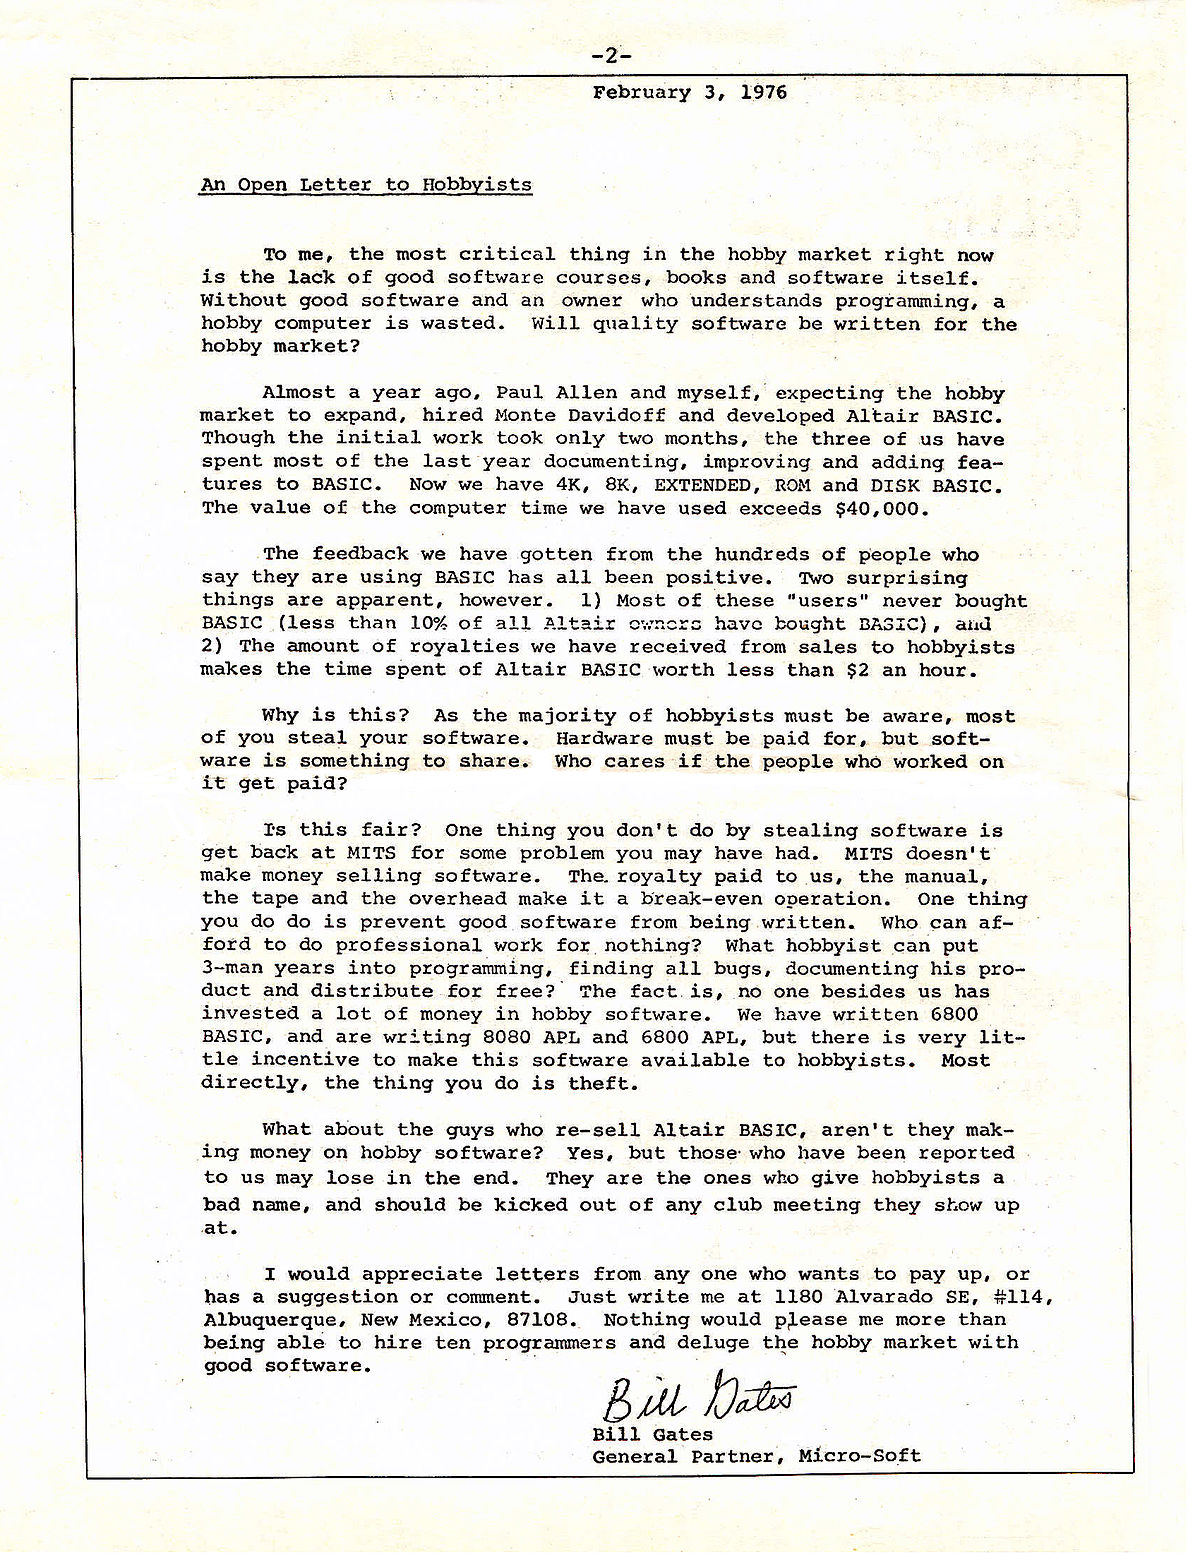 -2-
February 3, 1976
An Open Letter to Hobbyists
To me, the most critical thing in the hobby market right now
is the lack of good software courses, books and software itself.
Without good software and an owner who understands programming, a
hobby computer is wasted. Will quality software be written for the
hobby market?
Almost a year ago, Paul Allen and myself, expecting the hobby
market to expand, hired Monte Davidoff and developed Altair BASIC.
Though the initial work took only two months, the three of us have
spent most of the last year documenting, improving and adding fea-
tures to BASIC. Now we have 4K, 8K, EXTENDED, ROM and DISK BASIC.
The value of the computer time we have used exceeds $40,000.
The feedback we have gotten from the hundreds of people who
say they are using BASIC has all been positive. Two surprising
things are apparent, however. 1) Most of these "users" never bought
BASIC (less than 10% of all Altair owners have bought BASIC), and
2) The amount of royalties we have received from sales to hobbyists
makes the time spent of Altair BASIC worth less than $2 an hour.
Why is this? As the majority of hobbyists must be aware, most
of you steal your software. Hardware must be paid for, but soft-
ware is something to share. Who cares if the people who worked on
it get paid?
Is this fair? One thing you don't do by stealing software is
get back at MITS for some problem you may have had. MITS doesn't
make money selling software. The royalty paid to us, the manual,
the tape and the overhead make it a break-even operation. One thing
you do do is prevent good software from being written. Who can af-
ford to do professional work for nothing? What hobbyist can put
3-man years into programming, finding all bugs, documenting his pro-
duct and distribute for free? The fact is, no one besides us has
invested a lot of money in hobby software. We have written 6800
BASIC, and are writing 8080 APL and 6800 APL, but there is very lit-
tle incentive to make this software available to hobbyists. Most
directly, the thing you do is theft.
What about the guys who re-sell Altair BASIC, aren't they mak-
ing money on hobby software? Yes, but those who have been reported
to us may lose in the end. They are the ones who give hobbyists a
bad name, and should be kicked out of any club meeting they show up
at.
I would appreciate letters from any one who wants to pay up, or
has a suggestion or comment. Just write me at 1180 Alvarado SE, #114,
Albuquerque, New Mexico, 87108. Nothing would please me more than
being able to hire ten programmers and deluge the hobby market with
good software.
Bill Gates
Bill Gates
General Partner, Micro-Soft